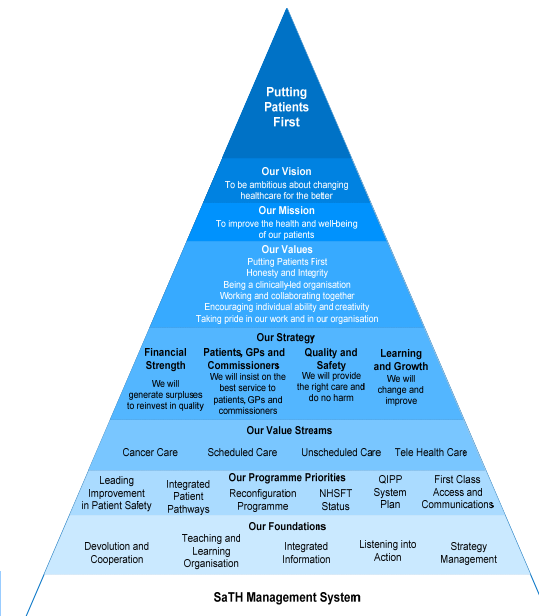 Putting
Patients
First
Our Vision
To be ambitious about changing
healthcare for the better
Our Mission
To improve the health and well-being
of our patients
Our Values
Putting Patients First
Honesty and Integrity
Being a clinically-led organisation
Working and collaborating together
Encouraging individual ability and creativity
Taking pride in our work and in our organisation
Our Strategy
Financial
Strength
We will
generate surpluses
to reinvest in quality
Patients, GPs and
Commissioners
We will insist on the
best service to
patients, GPs and
commissioners
Quality and
Safety
We will provide
the right care and
do no harm
Learning
and Growth
We will
change and
improve
Our Value Streams
Cancer Care
Scheduled Care
Unscheduled Care
Tele Health Care
Our Programme Priorities
Leading
Improvement
in Patient Safety
Integrated
Patient
Pathways
Reconfiguration
Programme
NHSFT
Status
QIPP
System
Plan
First Class
Access and
Communications
Our Foundations
Devolution and
Cooperation
Teaching and
Learning
Organisation
Integrated
Information
Listening into
Action
Strategy
Management
SaTH Management System